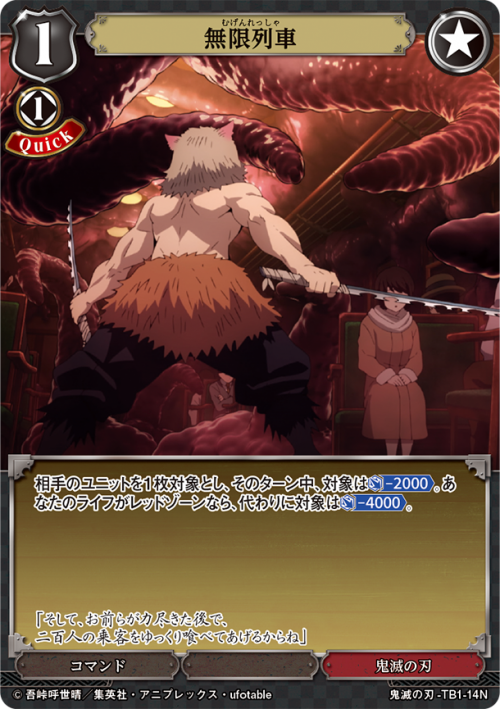 1
むげんれっしゃ
無限列車
1
Quick
相手のユニットを1枚対象とし、そのターン中、対象は-2000。あ
なたのライフがレッドゾーンなら、代わりに対象は-4000。
「そして、お前らが力尽きた後で、
二百人の乗客をゆっくり喰べてあげるからね」
コマンド
鬼滅の刃
© 吾峠呼世晴／集英社・アニプレックス・ufotable
鬼滅の刃 -TB1-14N